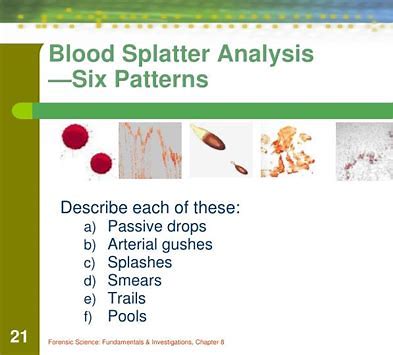 Blood Splatter Analysis
—Six Patterns
Describe each of these:
a) Passive drops
b) Arterial gushes
c) Splashes
d) Smears
e) Trails
f) Pools
21
Forensic Science: Fundamentals & Investigations, Chapter 8